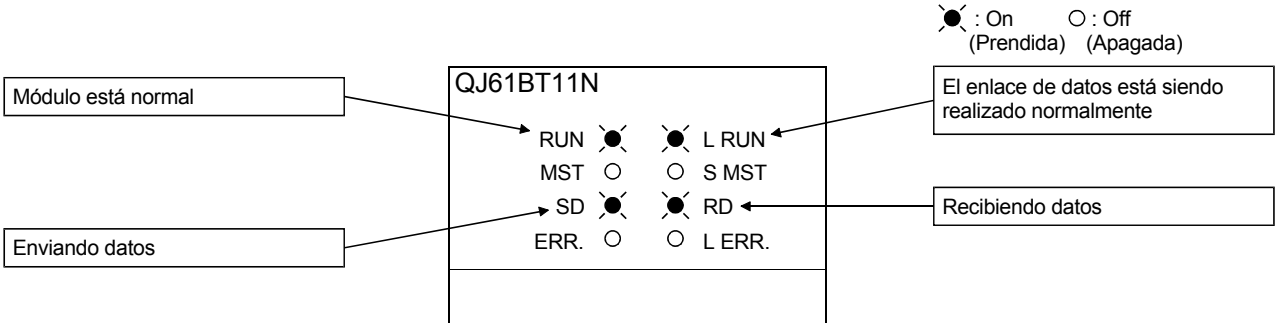 : On : Off
(Prendida) (Apagada)
Módulo está normal
QJ61BT11N
El enlace de datos está siendo
realizado normalmente
RUN L RUN
MST S MST
SD RD
Recibiendo datos
Enviando datos
ERR. L ERR.